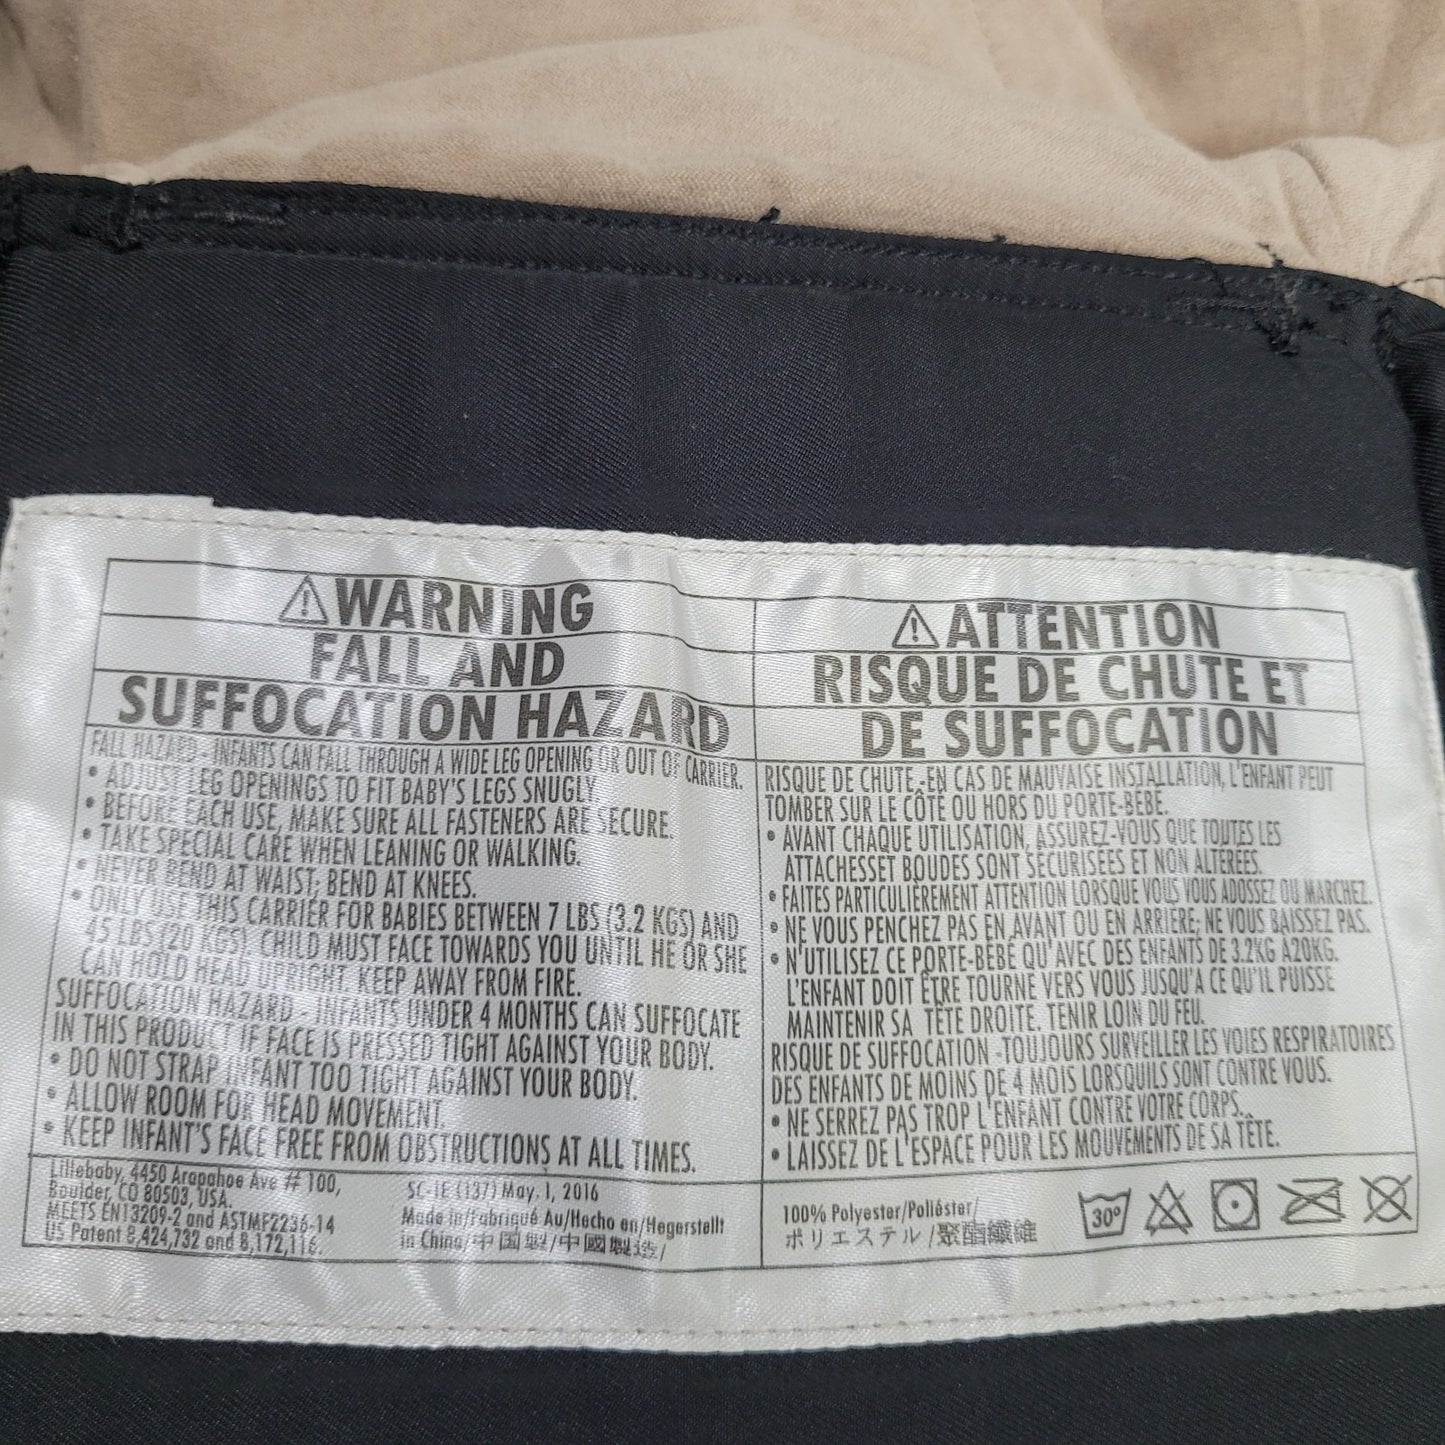 ⚠WARNING
FALL AND
SUFFOCATION HAZARD
FALL HAZARD - INFANTS CAN FALL THROUGH A WIDE LEG OPENING OR OUT OF CARRIER.
• ADJUST LEG OPENINGS TO FIT BABY'S LEGS SNUGLY.
• BEFORE EACH USE, MAKE SURE ALL FASTENERS ARE SECURE.
• TAKE SPECIAL CARE WHEN LEANING OR WALKING.
• NEVER BEND AT WAIST; BEND AT KNEES.
• ONLY USE THIS CARRIER FOR BABIES BETWEEN 7 LBS (3.2 KGS) AND
45 LBS (20 KGS). CHILD MUST FACE TOWARDS YOU UNTIL HE OR SHE
CAN HOLD HEAD UPRIGHT. KEEP AWAY FROM FIRE.
SUFFOCATION HAZARD - INFANTS UNDER 4 MONTHS CAN SUFFOCATE
IN THIS PRODUCT IF FACE IS PRESSED TIGHT AGAINST YOUR BODY.
• DO NOT STRAP INFANT TOO TIGHT AGAINST YOUR BODY.
• ALLOW ROOM FOR HEAD MOVEMENT.
• KEEP INFANT'S FACE FREE FROM OBSTRUCTIONS AT ALL TIMES.
Lillebaby, 4450 Arapahoe Ave # 100,
Boulder, CO 80503, USA.
MEETS EN13209-2 and ASTMF2236-14
US Patent 8,424,732 and 8,172,116.
SC-1E (137) May. 1, 2016
Made in/Fabriqué Au/Hecho en/Hegerstellt
in China/中国製/中國製造/
⚠ATTENTION
RISQUE DE CHUTE ET
DE SUFFOCATION
RISQUE DE CHUTE -EN CAS DE MAUVAISE INSTALLATION, L'ENFANT PEUT
TOMBER SUR LE CÔTÉ OU HORS DU PORTE-BÉBÉ.
• AVANT CHAQUE UTILISATION, ASSUREZ-VOUS QUE TOUTES LES
ATTACHESSET BOUDES SONT SÉCURISÉES ET NON ALTÉRÉES.
• FAITES PARTICULIÈREMENT ATTENTION LORSQUE VOUS VOUS ADOSSEZ OU MARCHEZ.
• NE VOUS PENCHEZ PAS EN AVANT OU EN ARRIÈRE; NE VOUS BAISSEZ PAS.
• N'UTILISEZ CE PORTE-BÉBÉ QU'AVEC DES ENFANTS DE 3.2KG À20KG.
L'ENFANT DOIT ÊTRE TOURNÉ VERS VOUS JUSQU'À CE QU'IL PUISSE
MAINTENIR SA TÊTE DROITE. TENIR LOIN DU FEU.
RISQUE DE SUFFOCATION -TOUJOURS SURVEILLER LES VOIES RESPIRATOIRES
DES ENFANTS DE MOINS DE 4 MOIS LORSQUILS SONT CONTRE VOUS.
• NE SERREZ PAS TROP L'ENFANT CONTRE VOTRE CORPS.
• LAISSEZ DE L'ESPACE POUR LES MOUVEMENTS DE SA TÊTE.
100% Polyester/Poliéster/
ポリエステル/聚酯纖維
30°